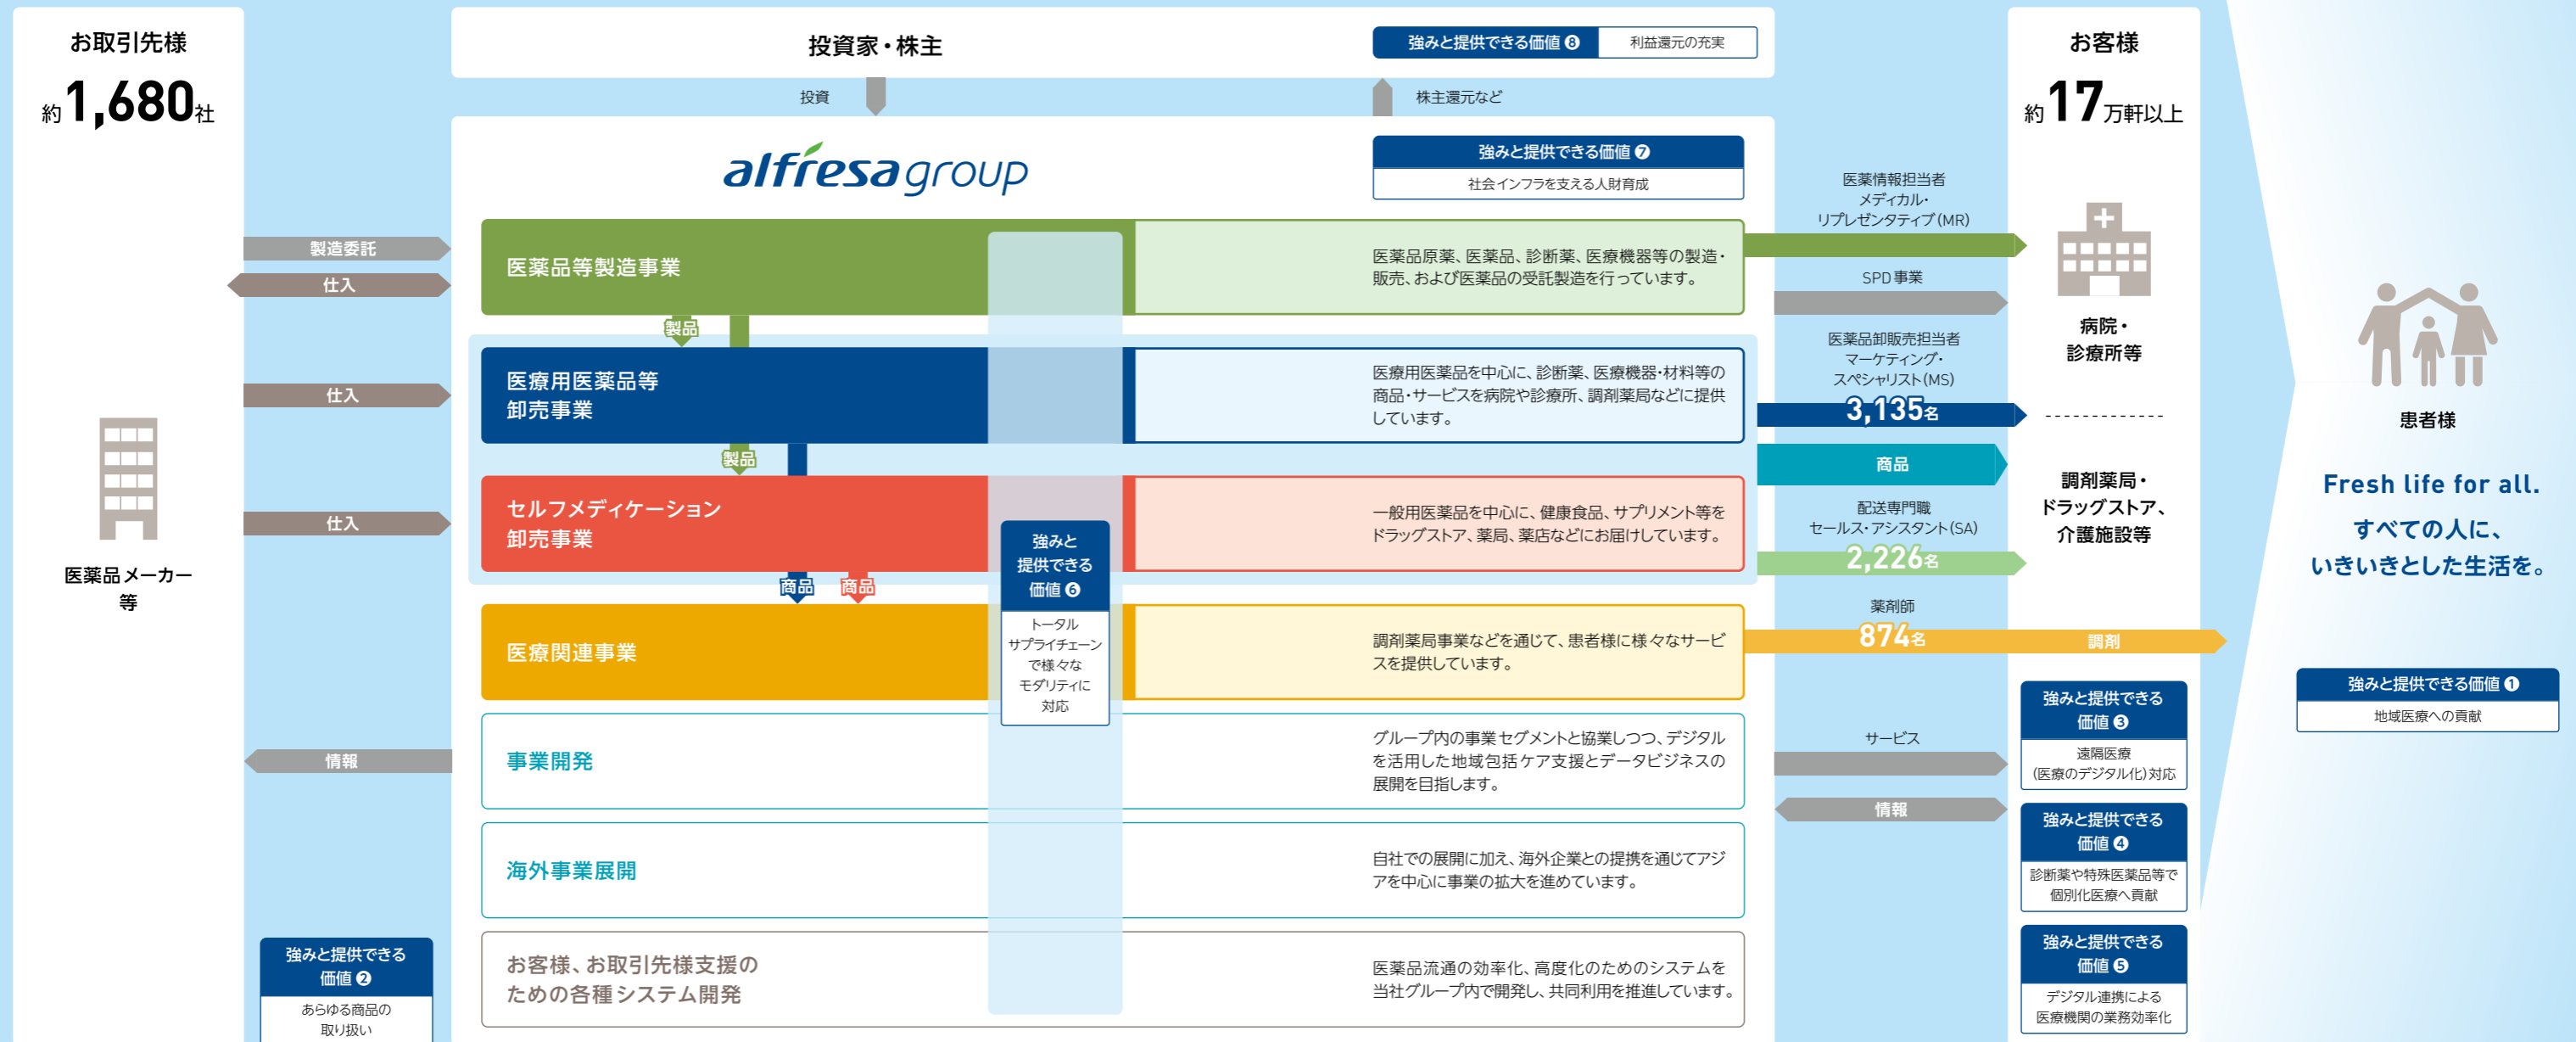 お取引先様
約1,680社
医薬品メーカー
等
製造委託
仕入
仕入
仕入
情報
強みと提供できる
価値❷
あらゆる商品の
取り扱い
投資家・株主
強みと提供できる価値❽
利益還元の充実
投資
株主還元など
alfresa group
強みと提供できる価値❼
社会インフラを支える人財育成
医薬品等製造事業
医薬品原薬、医薬品、診断薬、医療機器等の製造・
販売、および医薬品の受託製造を行っています。
製品
医療用医薬品等
卸売事業
医療用医薬品を中心に、診断薬、医療機器・材料等の
商品・サービスを病院や診療所、調剤薬局などに提供
しています。
製品
セルフメディケーション
卸売事業
一般用医薬品を中心に、健康食品、サプリメント等を
ドラッグストア、薬局、薬店などにお届けしています。
商品
商品
強みと
提供できる
価値❻
トータル
サプライチェーン
で様々な
モダリティに
対応
医療関連事業
調剤薬局事業などを通じて、患者様に様々なサービ
スを提供しています。
事業開発
グループ内の事業セグメントと協業しつつ、デジタル
を活用した地域包括ケア支援とデータビジネスの
展開を目指します。
海外事業展開
自社での展開に加え、海外企業との提携を通じてアジ
アを中心に事業の拡大を進めています。
お客様、お取引先様支援の
ための各種システム開発
医薬品流通の効率化、高度化のためのシステムを
当社グループ内で開発し、共同利用を推進しています。
医薬情報担当者
メディカル・
リプレゼンタティブ(MR)
SPD事業
医薬品卸販売担当者
マーケティング・
スペシャリスト(MS)
3,135名
商品
配送専門職
セールス・アシスタント(SA)
2,226名
薬剤師
874名
調剤
サービス
情報
お客様
約17万軒以上
病院・
診療所等
調剤薬局・
ドラッグストア、
介護施設等
強みと提供できる
価値❸
遠隔医療
(医療のデジタル化)対応
強みと提供できる
価値❹
診断薬や特殊医薬品等で
個別化医療へ貢献
強みと提供できる
価値❺
デジタル連携による
医療機関の業務効率化
患者様
Fresh life for all.
すべての人に、
いきいきとした生活を。
強みと提供できる価値❶
地域医療への貢献